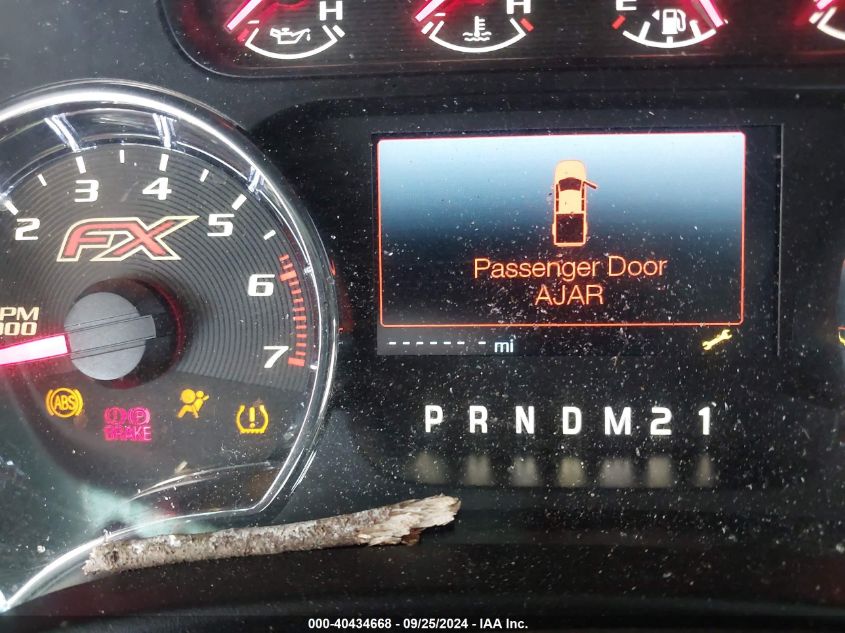 H
H
E
2 3 4 5 6 7
FX
PM
000
Passenger Door
AJAR
- - - - - - - mi
ABS
P
BRAKE
P R N D M 2 1
000-40434668 - 09/25/2024 - IAA Inc.